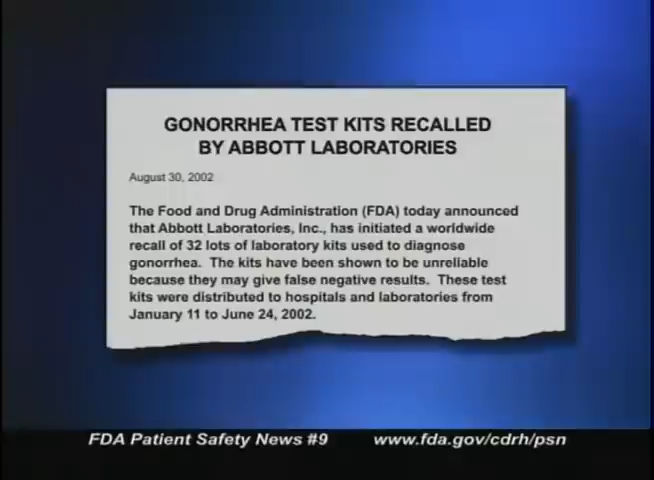 GONORRHEA TEST KITS RECALLED
BY ABBOTT LABORATORIES
August 30, 2002
The Food and Drug Administration (FDA) today announced
that Abbott Laboratories, Inc., has initiated a worldwide
recall of 32 lots of laboratory kits used to diagnose
gonorrhea.  The kits have been shown to be unreliable
because they may give false negative results.  These test
kits were distributed to hospitals and laboratories from
January 11 to June 24, 2002.
FDA Patient Safety News #9 www.fda.gov/cdrh/psn